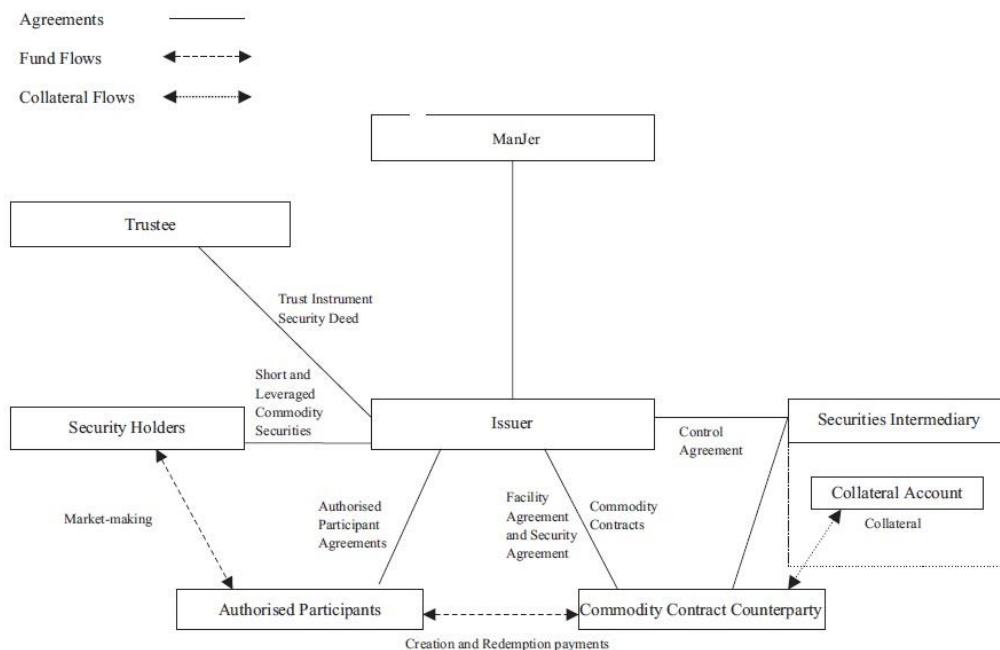 Agreements
Fund Flows
Collateral Flows
ManJer
Trustee
Trust Instrument
Security Deed
Short and
Leveraged
Commodity
Securities
Security Holders
Issuer
Securities Intermediary
Control
Agreement
Collateral Account
Collateral
Market-making
Authorised
Participant
Agreements
Facility
Agreement
and Security
Agreement
Commodity
Contracts
Authorised Participants
Commodity Contract Counterparty
Creation and Redemption payments